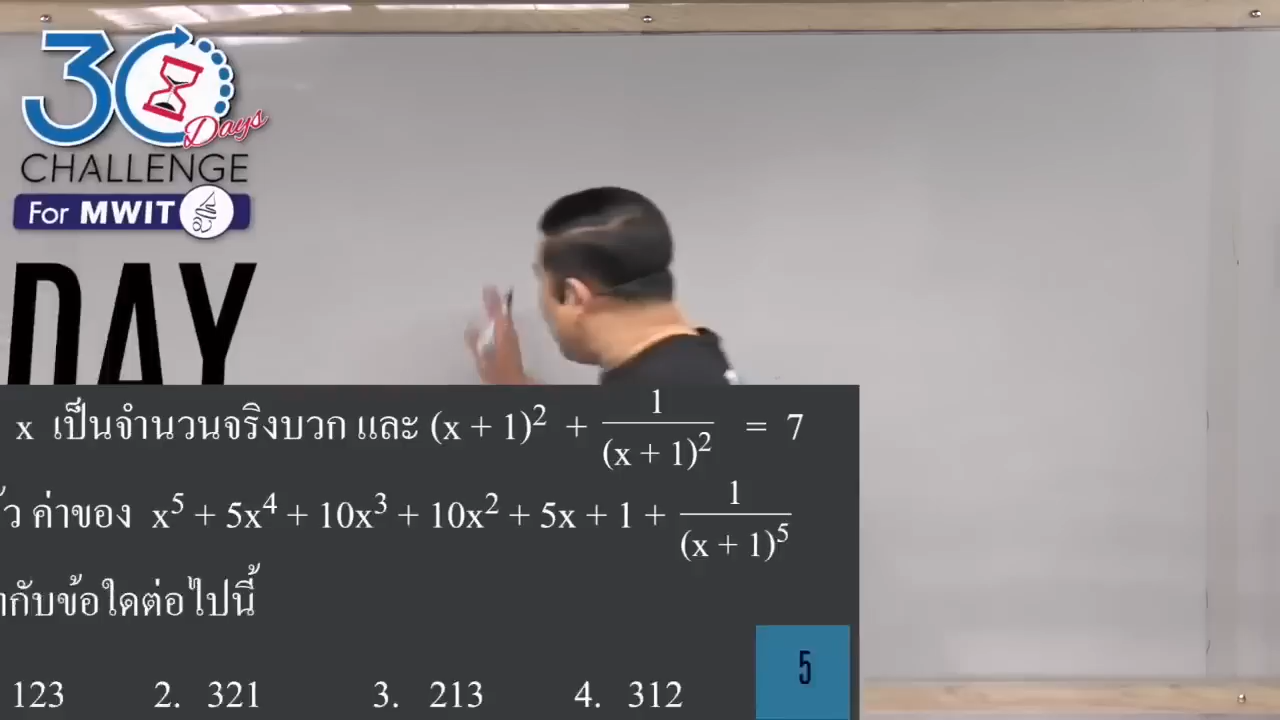 30 Days
CHALLENGE
For MWIT
DAY
x เป็นจำนวนจริงบวก และ (x + 1)² + 1/(x + 1)² = 7
ค่าของ x⁵ + 5x⁴ + 10x³ + 10x² + 5x + 1 + 1/(x + 1)⁵
กับข้อใดต่อไปนี้
123 2. 321 3. 213 4. 312
5